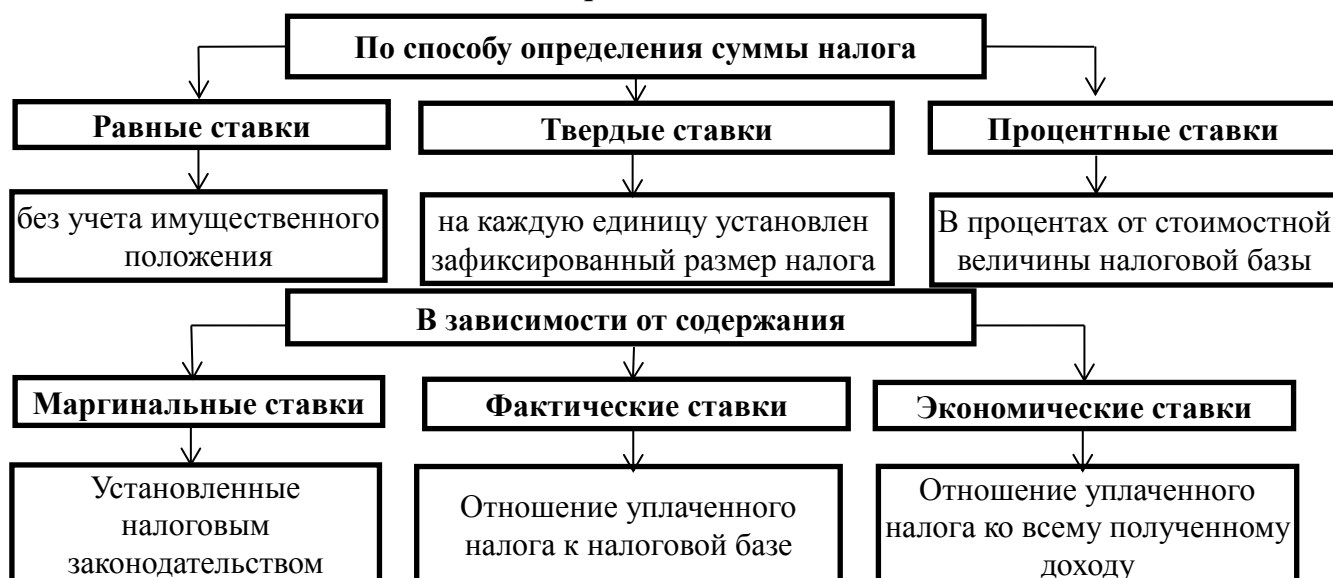 По способу определения суммы налога
Равные ставки
Твердые ставки
Процентные ставки
без учета имущественного
положения
на каждую единицу установлен
зафиксированный размер налога
В процентах от стоимостной
величины налоговой базы
В зависимости от содержания
Маргинальные ставки
Фактические ставки
Экономические ставки
Установленные
налоговым
законодательством
Отношение уплаченного
налога к налоговой базе
Отношение уплаченного
налога ко всему полученному
доходу